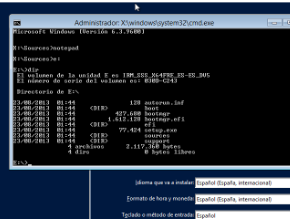 Administrador: X:\windows\system32\cmd.exe
Microsoft Windows [Versión 6.3.9600]
X:\Sources>notepad
X:\Sources>e:
E:\>dir
El volumen de la unidad E es IRM_SSS_X64FRE_ES-ES_DV5
El número de serie del volumen es: 0300-C243
Directorio de E:\
23/08/2013 01:44 128 autorun.inf
23/08/2013 01:44 <DIR> boot
23/08/2013 01:44 427.680 bootmgr
23/08/2013 01:44 1.612.128 bootmgr.efi
23/08/2013 01:44 <DIR> efi
23/08/2013 01:44 77.424 setup.exe
23/08/2013 01:44 <DIR> sources
23/08/2013 01:44 <DIR> support
4 archivos 2.117.360 bytes
4 dirs 0 bytes libres
E:\>_
Idioma que va a instalar: Español (España, internacional)
Formato de hora y moneda: Español (España, internacional)
Teclado o método de entrada: Español